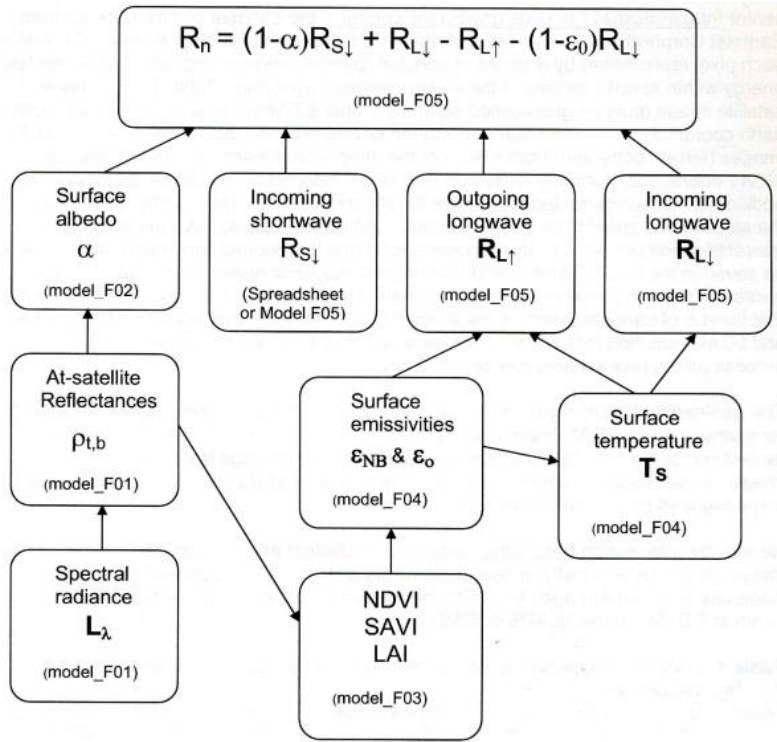 Rn = (1-α)RS↓ + RL↓ - RL↑ - (1-ε0)RL↓
(model_F05)
Surface
albedo
α
(model_F02)
Incoming
shortwave
RS↓
(Spreadsheet
or Model F05)
Outgoing
longwave
RL↑
(model_F05)
Incoming
longwave
RL↓
(model_F05)
At-satellite
Reflectances
ρt,b
(model_F01)
Surface
emissivities
εNB & εo
(model_F04)
Surface
temperature
TS
(model_F04)
Spectral
radiance
Lλ
(model_F01)
NDVI
SAVI
LAI
(model_F03)